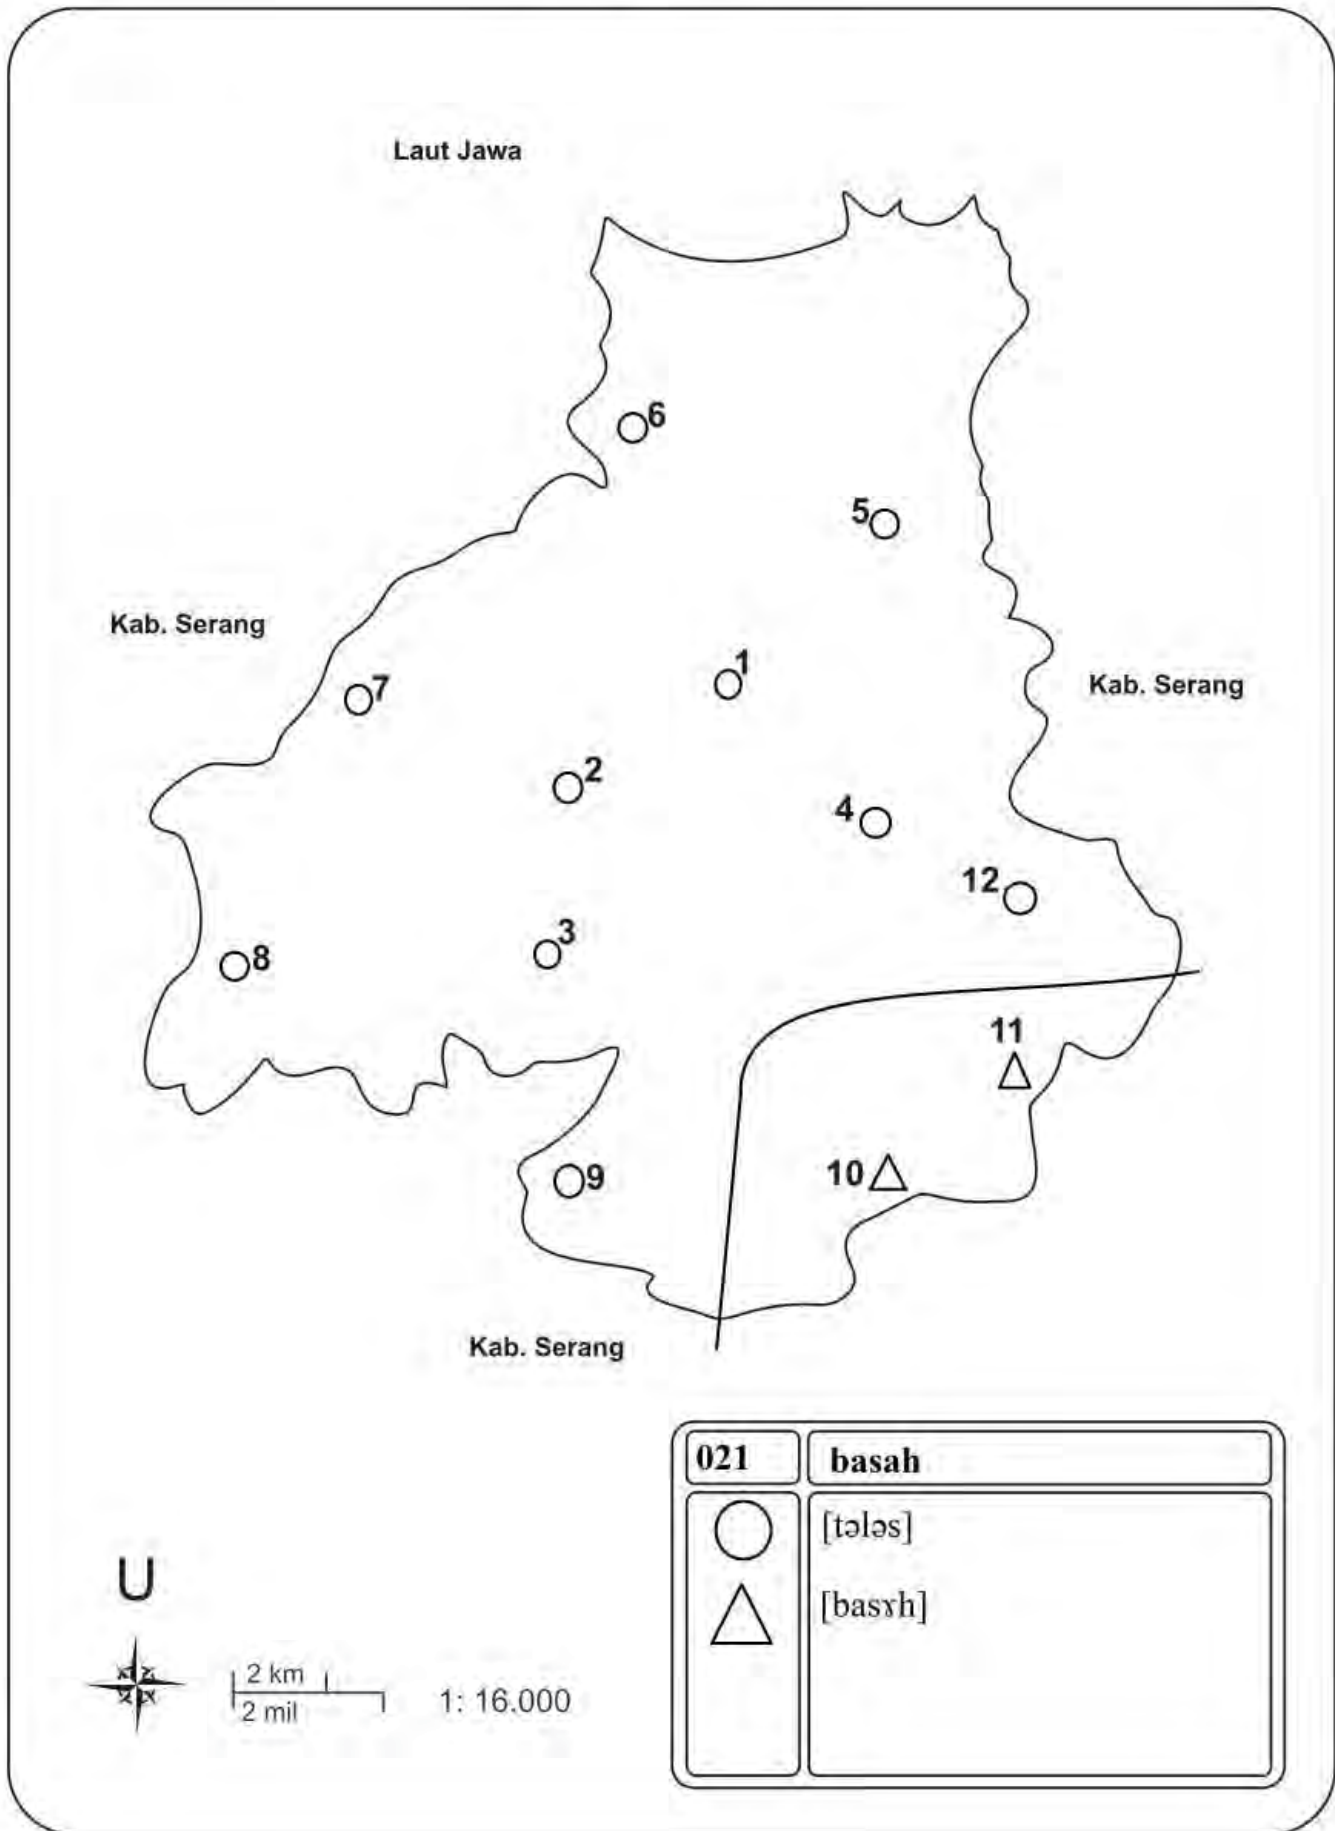 Laut Jawa
6
5
Kab. Serang
1
Kab. Serang
7
2
4
12
3
8
11
10
9
Kab. Serang
021 basah
[tələs]
[basɤh]
U
2 km
2 mil
1: 16.000